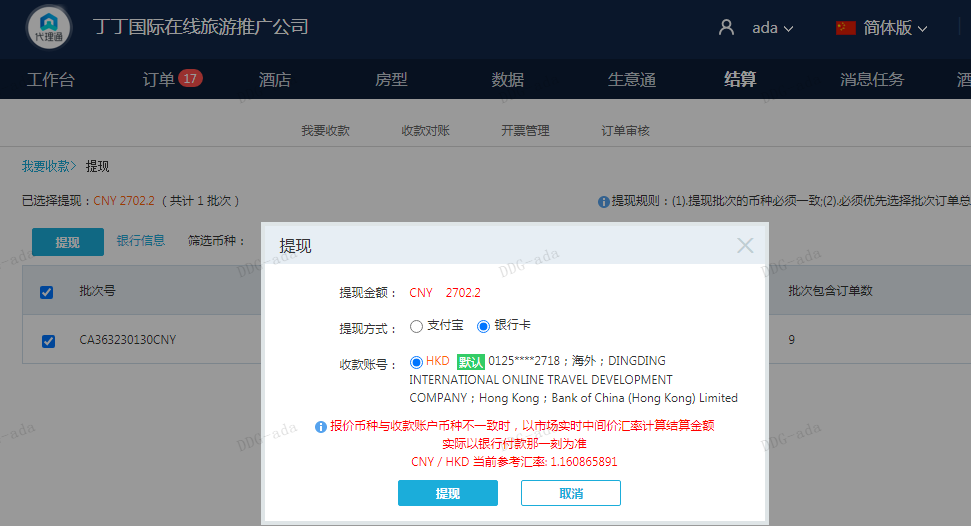 代理通
丁丁国际在线旅游推广公司
ada
简体版
工作台
订单 17
酒店
房型
数据
生意通
结算
消息任务
酒
我要收款
收款对账
开票管理
订单审核
我要收款> 提现
已选择提现：CNY 2702.2 （共计 1 批次 ）
提现规则：(1).提现批次的币种必须一致;(2).必须优先选择批次订单总
提现
银行信息
筛选币种：
批次号
批次包含订单数
CA363230130CNY
9
提现
提现金额： CNY 2702.2
提现方式： 支付宝 银行卡
收款账号： HKD 默认 0125****2718；海外；DINGDING
INTERNATIONAL ONLINE TRAVEL DEVELOPMENT
COMPANY；Hong Kong；Bank of China (Hong Kong) Limited
报价币种与收款账户币种不一致时，以市场实时中间价汇率计算结算金额
实际以银行付款那一刻为准
CNY / HKD 当前参考汇率: 1.160865891
提现
取消
DDG-ada
DDG-ada
DDG-ada
DDG-ada
DDG-ada